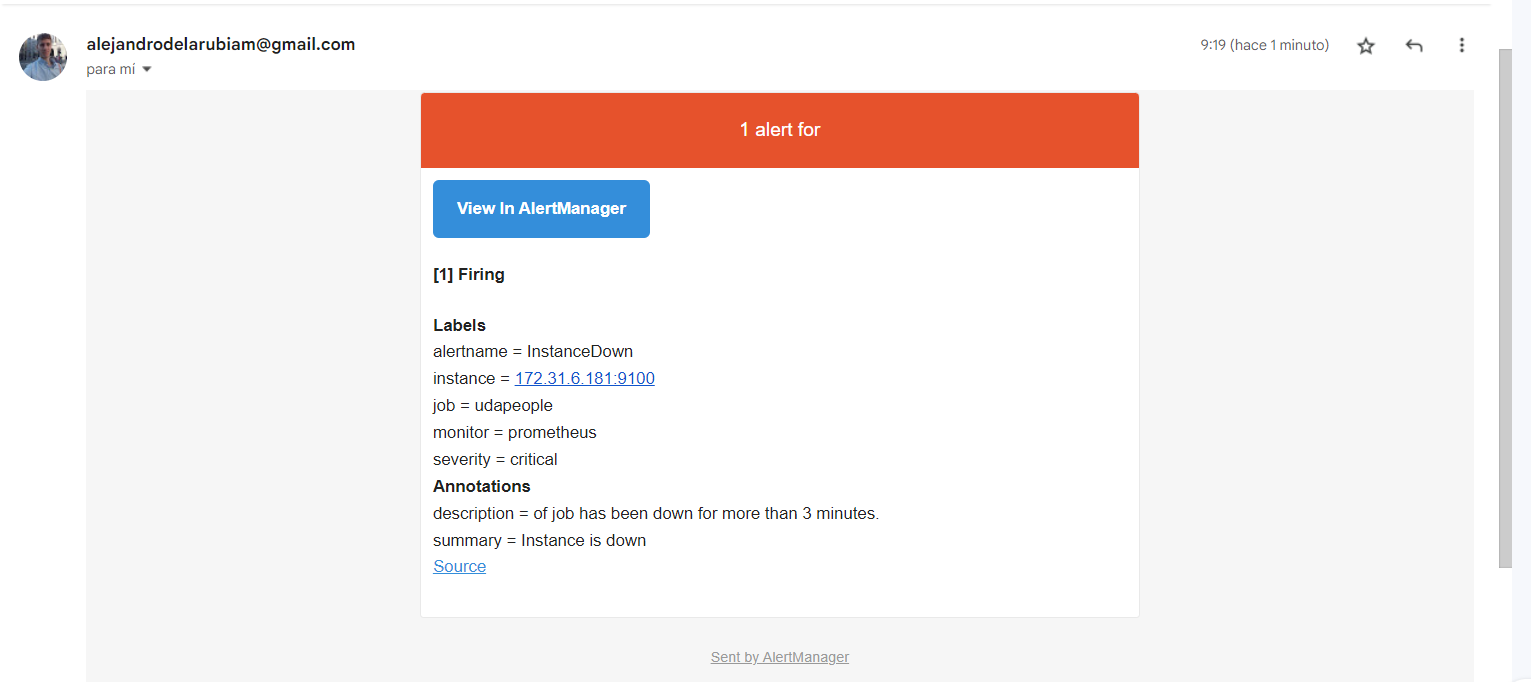 alejandrodelarubiam@gmail.com
9:19 (hace 1 minuto)
para mí
1 alert for
View In AlertManager
[1] Firing
Labels
alertname = InstanceDown
instance = 172.31.6.181:9100
job = udapeople
monitor = prometheus
severity = critical
Annotations
description = of job has been down for more than 3 minutes.
summary = Instance is down
Source
Sent by AlertManager